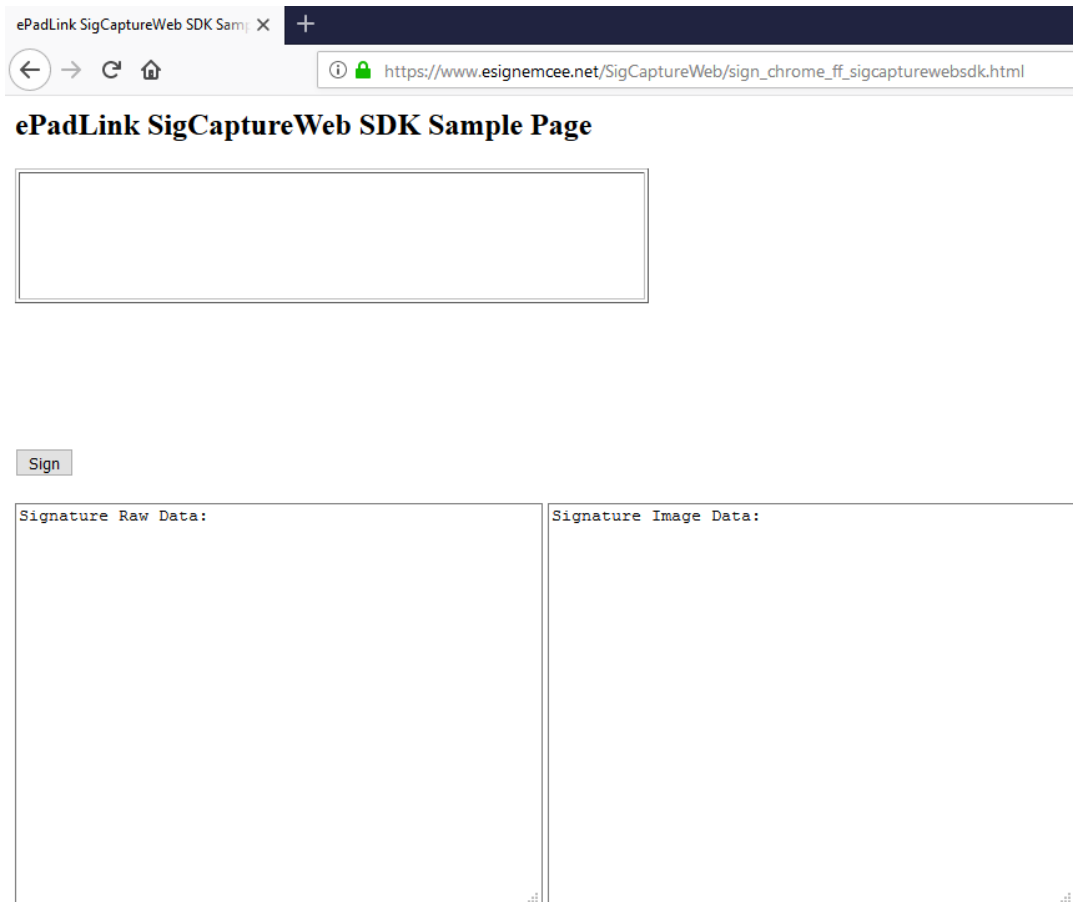 ePadLink SigCaptureWeb SDK Sam
https://www.esignemcee.net/SigCaptureWeb/sign_chrome_ff_sigcapturewebsdk.html
ePadLink SigCaptureWeb SDK Sample Page
Sign
Signature Raw Data:
Signature Image Data: